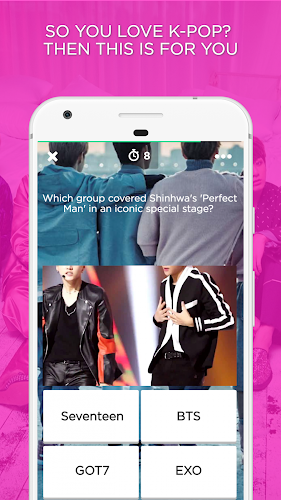 SO YOU LOVE K-POP?
THEN THIS IS FOR YOU
8
Which group covered Shinhwa's 'Perfect
Man' in an iconic special stage?
Seventeen
BTS
GOT7
EXO